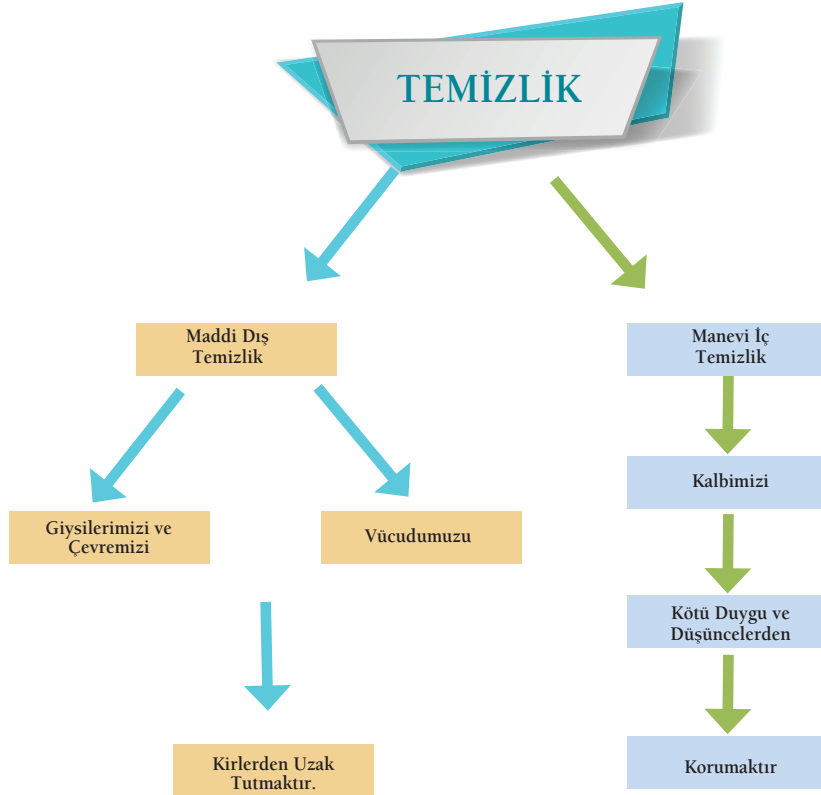 TEMİZLİK
Maddi Dış
Temizlik
Manevi İç
Temizlik
Kalbimizi
Giysilerimizi ve
Çevremizi
Vücudumuzu
Kötü Duygu ve
Düşüncelerden
Kirlerden Uzak
Tutmaktır.
Korumaktır